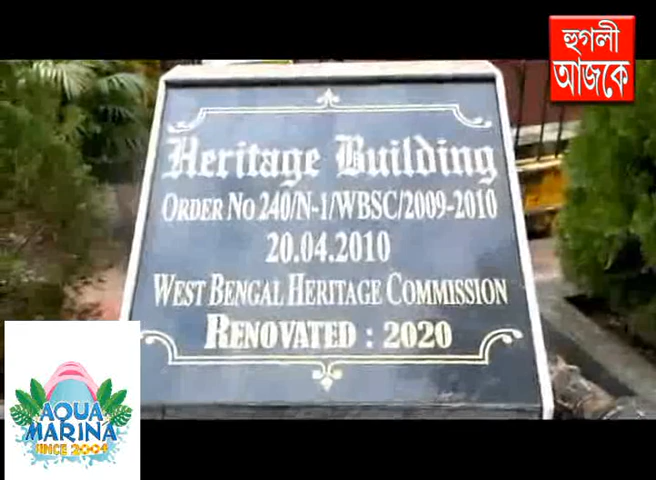 হুগলী
আজকে
Heritage Building
ORDER NO 240/N-1/WBSC/2009-2010
20.04.2010
WEST BENGAL HERITAGE COMMISSION
RENOVATED : 2020
AQUA
MARINA
SINCE 2004